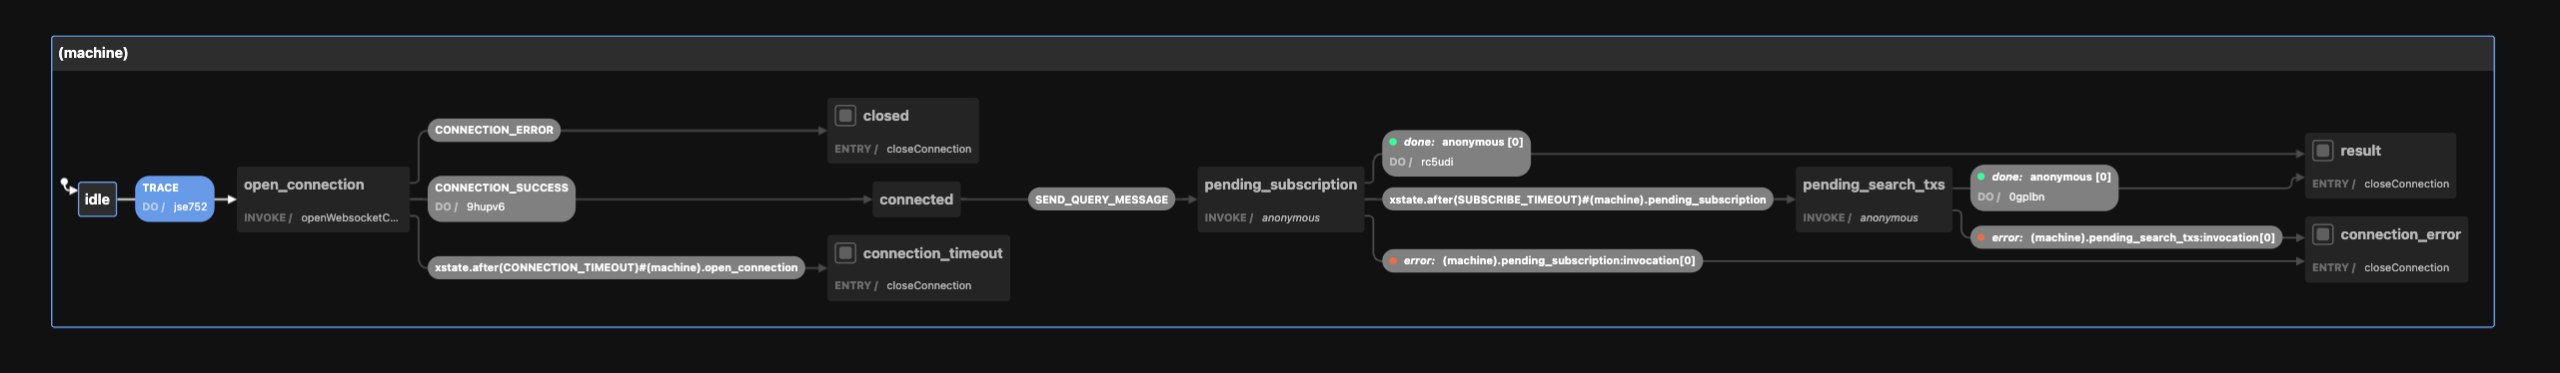 (machine)
idle
TRACE
DO / jse752
open_connection
INVOKE / openWebsocketC...
CONNECTION_ERROR
CONNECTION_SUCCESS
DO / 9hupv6
xstate.after(CONNECTION_TIMEOUT)#(machine).open_connection
closed
ENTRY / closeConnection
connected
connection_timeout
ENTRY / closeConnection
SEND_QUERY_MESSAGE
pending_subscription
INVOKE / anonymous
done: anonymous [0]
DO / rc5udi
xstate.after(SUBSCRIBE_TIMEOUT)#(machine).pending_subscription
error: (machine).pending_subscription:invocation[0]
pending_search_txs
INVOKE / anonymous
done: anonymous [0]
DO / 0gplbn
error: (machine).pending_search_txs:invocation[0]
result
ENTRY / closeConnection
connection_error
ENTRY / closeConnection